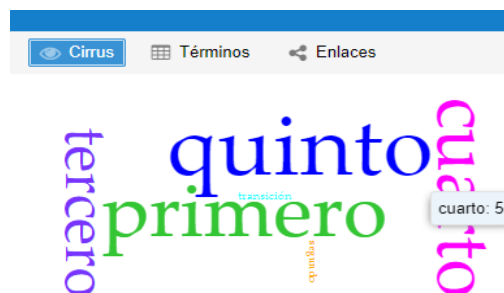 Cirrus Términos Enlaces
quinto
cuarto
tercero
primero
transición
segundo
cuarto: 5